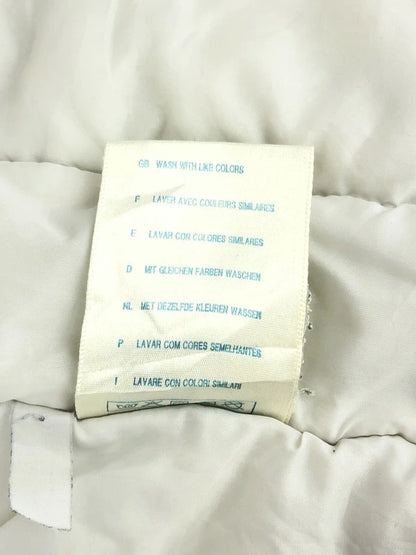 GB WASH WITH LIKE COLORS
F LAVER AVEC COULEURS SIMILAIRES
E LAVAR CON COLORES SIMILARES
D MIT GLEICHEN FARBEN WASCHEN
NL MET DEZELFDE KLEUREN WASSEN
P LAVAR COM CORES SEMELHANTES
I LAVARE CON COLORI SIMILARI